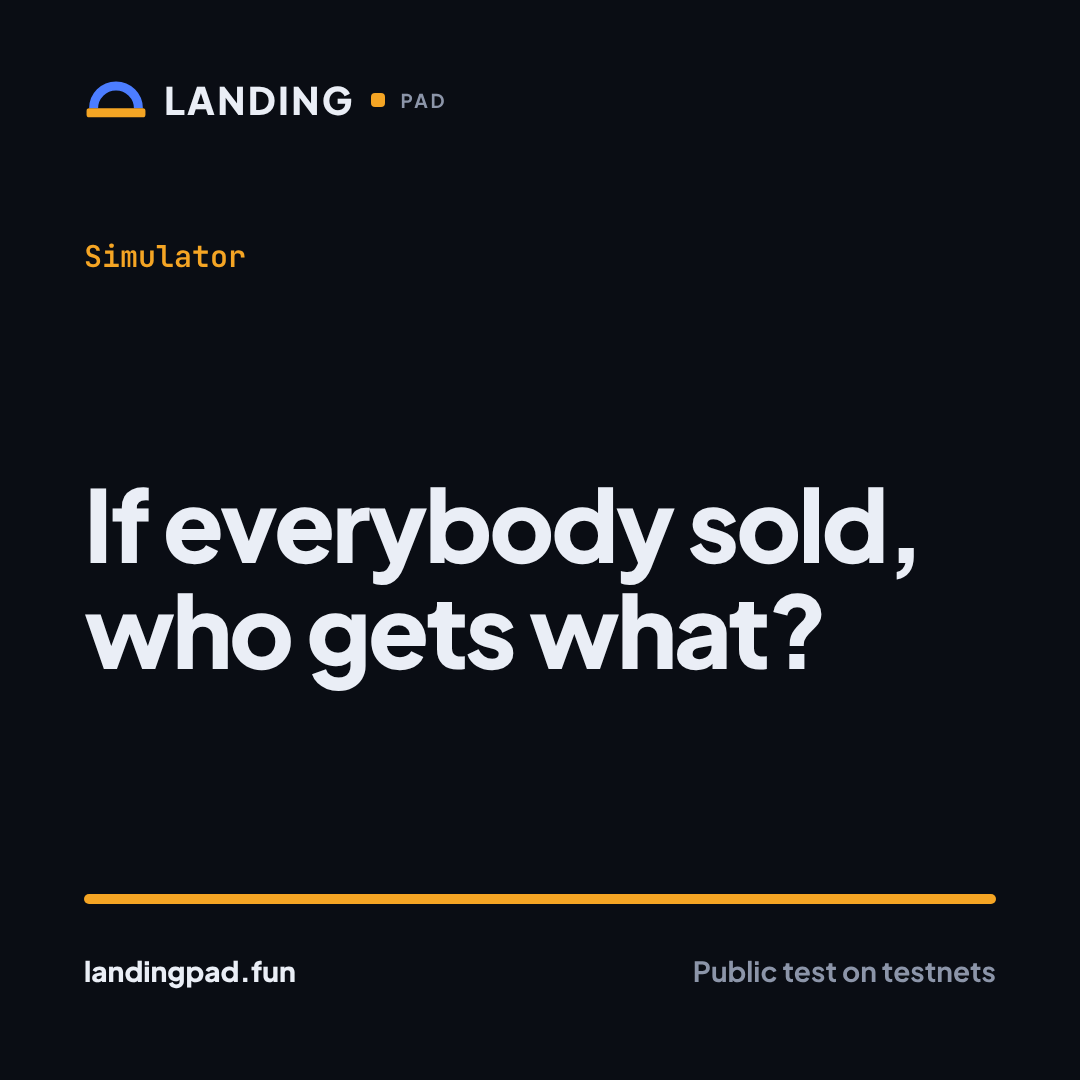 LANDING PAD
Simulator
If everybody sold,
who gets what?
landingpad.fun
Public test on testnets